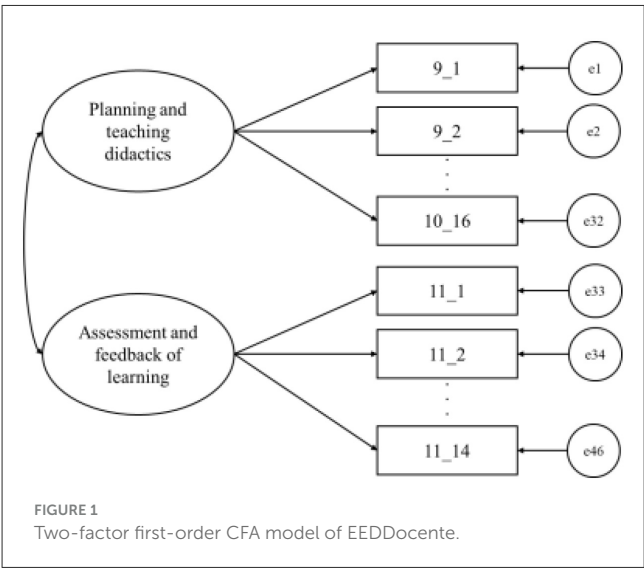 Planning and
teaching
didactics
9_1
e1
9_2
e2
10_16
e32
Assessment and
feedback of
learning
11_1
e33
11_2
e34
11_14
e46
FIGURE 1
Two-factor first-order CFA model of EEDDocente.